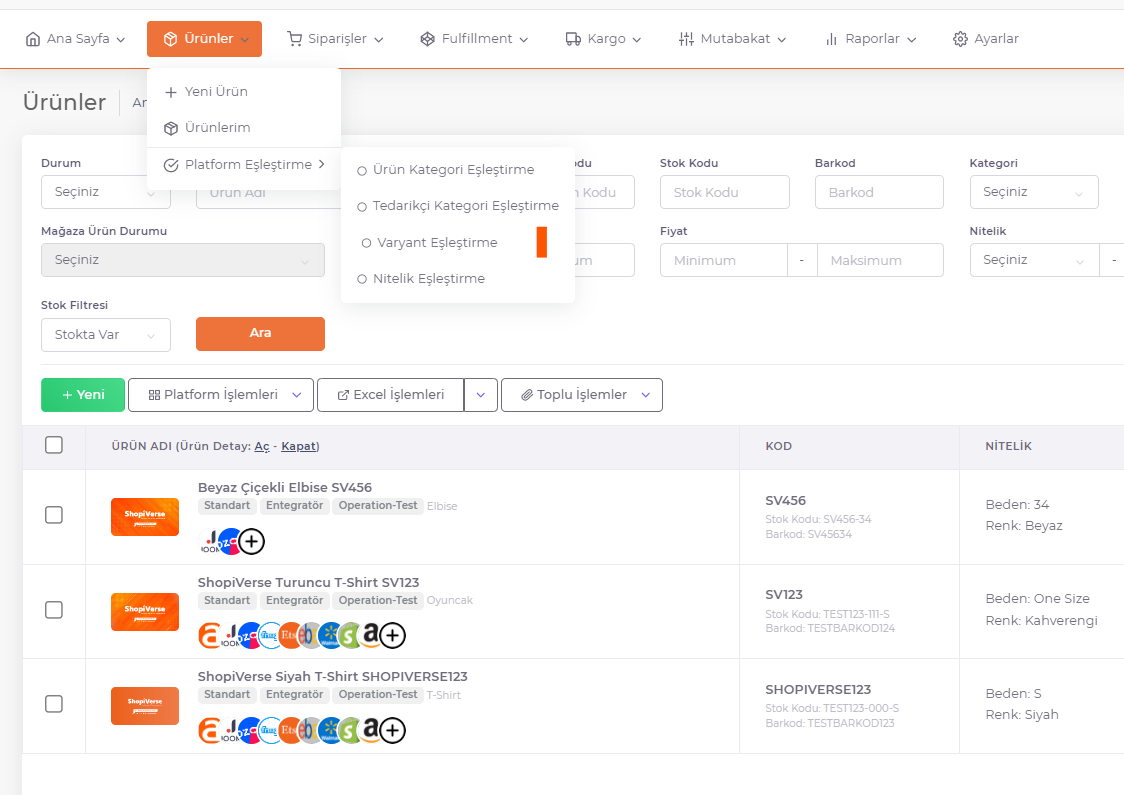 Ana Sayfa
Ürünler
Siparişler
Fulfillment
Kargo
Mutabakat
Raporlar
Ayarlar
Ürünler
Yeni Ürün
Ürünlerim
Platform Eşleştirme
Ürün Kategori Eşleştirme
Tedarikçi Kategori Eşleştirme
Varyant Eşleştirme
Nitelik Eşleştirme
Durum
Stok Kodu
Barkod
Kategori
Seçiniz
Ürün Adı
Kodu
Stok Kodu
Barkod
Seçiniz
Mağaza Ürün Durumu
Fiyat
Nitelik
Seçiniz
Minimum
-
Maksimum
Seçiniz
-
Stok Filtresi
Stokta Var
Ara
+ Yeni
Platform İşlemleri
Excel İşlemleri
Toplu İşlemler
ÜRÜN ADI (Ürün Detay: Aç - Kapat)
KOD
NİTELİK
ShopiVerse
Beyaz Çiçekli Elbise SV456
Standart Entegratör Operation-Test Elbise
SV456
Stok Kodu: SV456-34
Barkod: SV45634
Beden: 34
Renk: Beyaz
ShopiVerse
ShopiVerse Turuncu T-Shirt SV123
Standart Entegratör Operation-Test Oyuncak
SV123
Stok Kodu: TEST123-111-S
Barkod: TESTBARKOD124
Beden: One Size
Renk: Kahverengi
ShopiVerse
ShopiVerse Siyah T-Shirt SHOPIVERSE123
Standart Entegratör Operation-Test T-Shirt
SHOPIVERSE123
Stok Kodu: TEST123-000-S
Barkod: TESTBARKOD123
Beden: S
Renk: Siyah